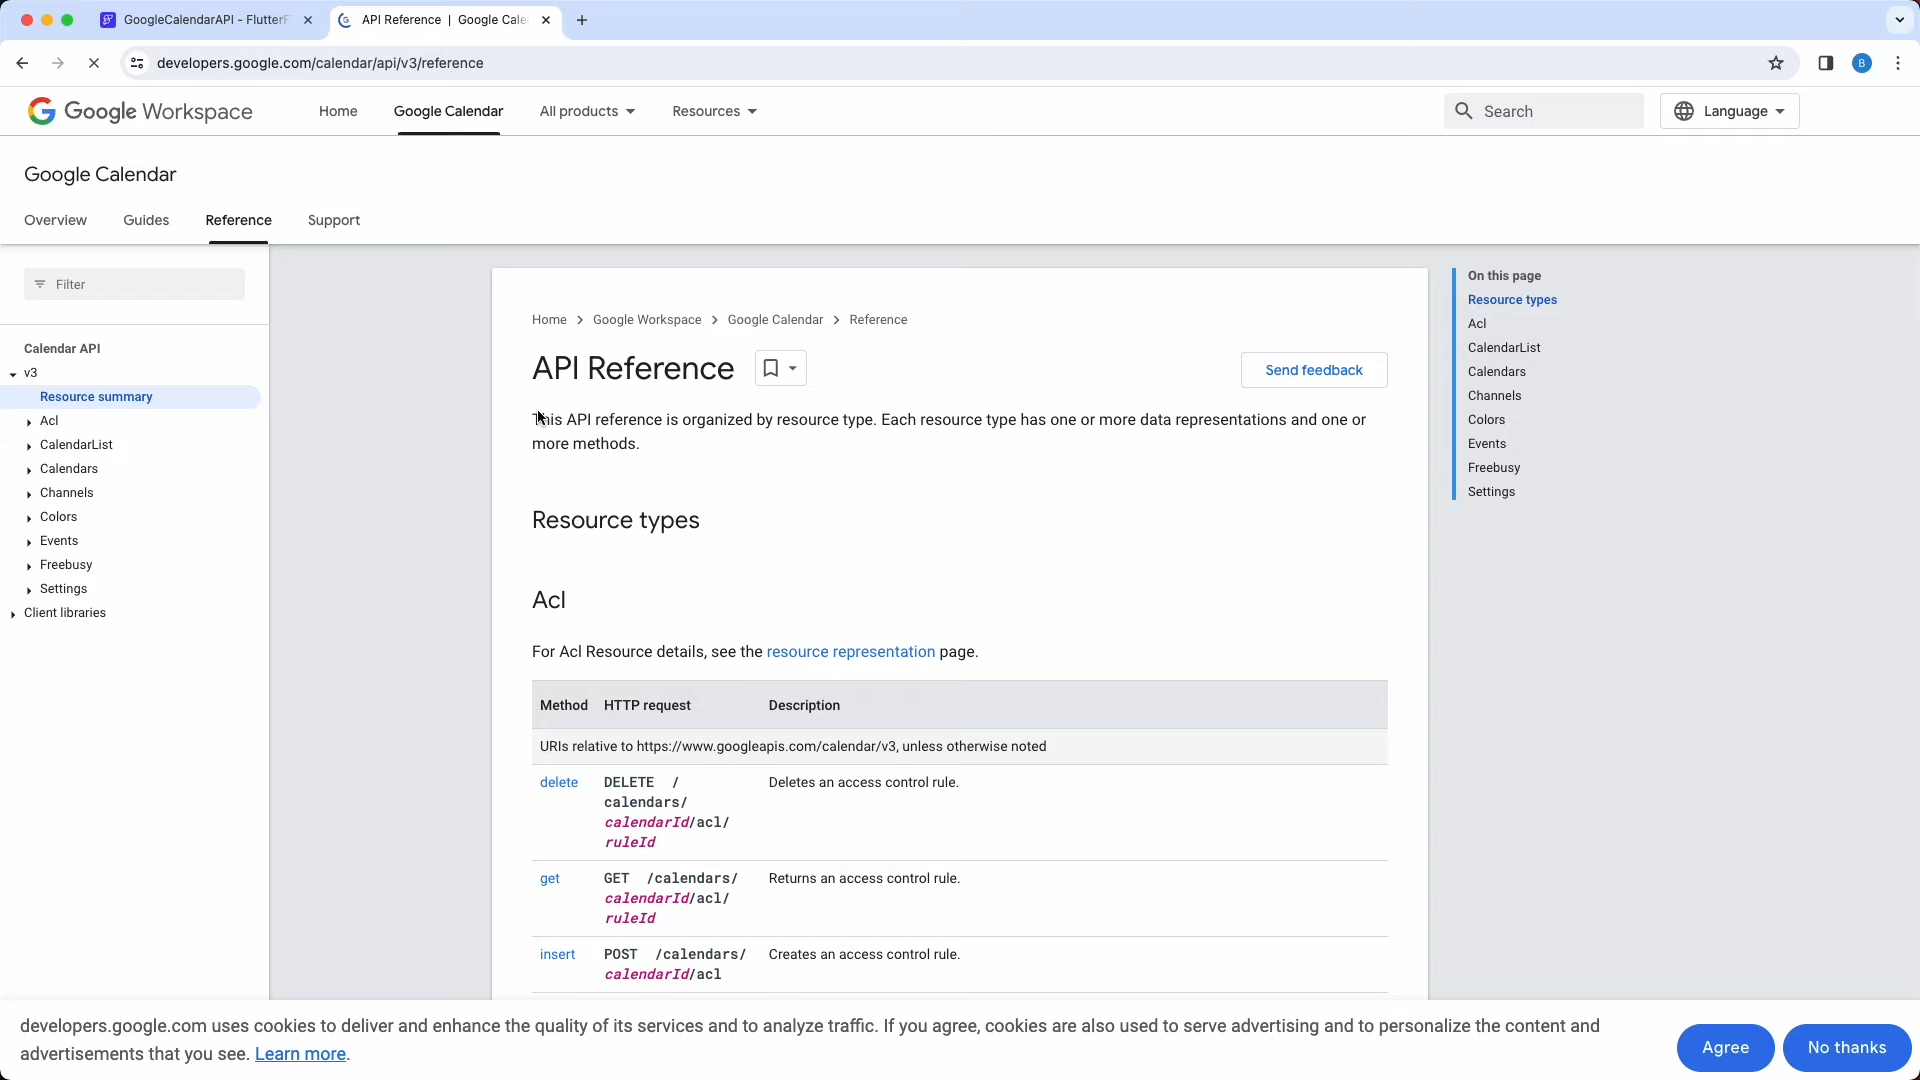 GoogleCalendarAPI - FlutterF
API Reference | Google Cale
developers.google.com/calendar/api/v3/reference
B
Google Workspace
Home
Google Calendar
All products
Resources
Search
Language
Google Calendar
Overview
Guides
Reference
Support
Filter
Calendar API
v3
Resource summary
Acl
CalendarList
Calendars
Channels
Colors
Events
Freebusy
Settings
Client libraries
Home > Google Workspace > Google Calendar > Reference
API Reference
Send feedback
This API reference is organized by resource type. Each resource type has one or more data representations and one or
more methods.
Resource types
Acl
For Acl Resource details, see the resource representation page.
Method HTTP request Description
URIs relative to https://www.googleapis.com/calendar/v3, unless otherwise noted
delete DELETE / Deletes an access control rule.
calendars/
calendarId/acl/
ruleId
get GET /calendars/ Returns an access control rule.
calendarId/acl/
ruleId
insert POST /calendars/ Creates an access control rule.
calendarId/acl
On this page
Resource types
Acl
CalendarList
Calendars
Channels
Colors
Events
Freebusy
Settings
developers.google.com uses cookies to deliver and enhance the quality of its services and to analyze traffic. If you agree, cookies are also used to serve advertising and to personalize the content and
advertisements that you see. Learn more.
Agree
No thanks